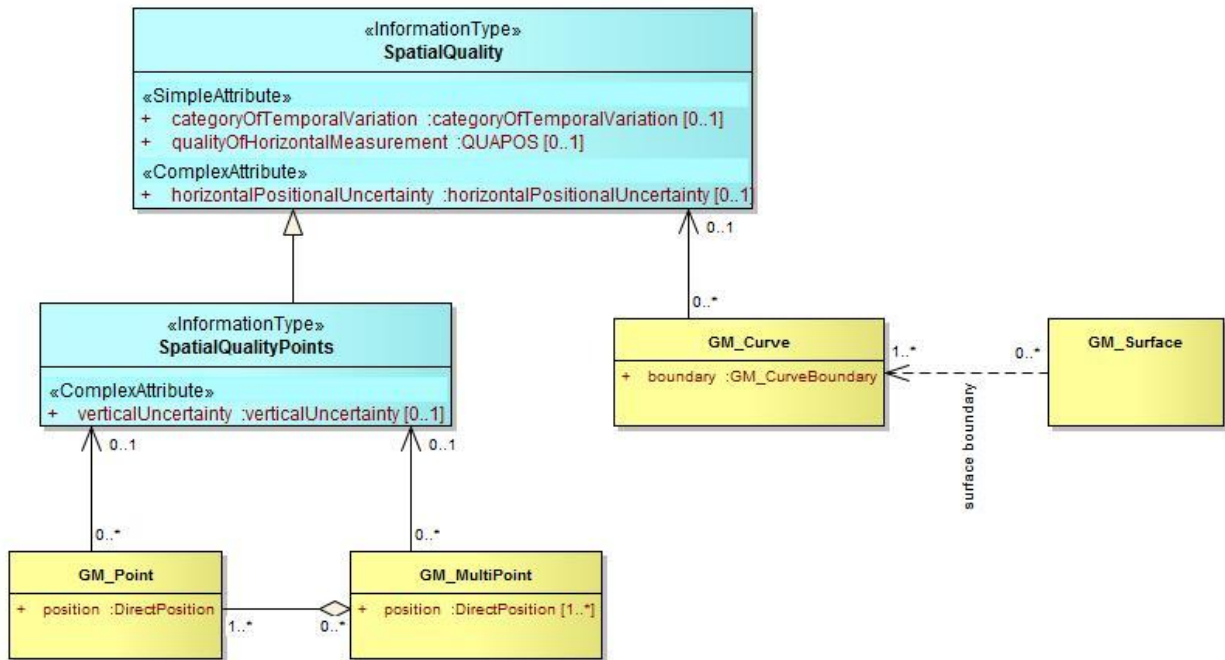 «InformationType»
SpatialQuality
«SimpleAttribute»
+ categoryOfTemporalVariation :categoryOfTemporalVariation [0..1]
+ qualityOfHorizontalMeasurement :QUAPOS [0..1]
«ComplexAttribute»
+ horizontalPositionalUncertainty :horizontalPositionalUncertainty [0..1]
0..1
0..*
«InformationType»
SpatialQualityPoints
«ComplexAttribute»
+ verticalUncertainty :verticalUncertainty [0..1]
GM_Curve
+ boundary :GM_CurveBoundary
1..*
0..*
surface boundary
GM_Surface
0..1
0..1
0..*
0..*
GM_Point
+ position :DirectPosition
1..*
0..*
GM_MultiPoint
+ position :DirectPosition [1..*]